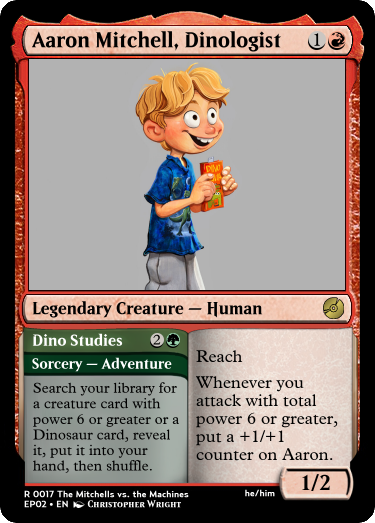 Aaron Mitchell, Dinologist 1
DINO
Legendary Creature — Human
Dino Studies 2
Sorcery — Adventure
Search your library for
a creature card with
power 6 or greater or a
Dinosaur card, reveal
it, put it into your
hand, then shuffle.
Reach
Whenever you
attack with total
power 6 or greater,
put a +1/+1
counter on Aaron.
1/2
R 0017 The Mitchells vs. the Machines he/him
EP02 • EN Christopher Wright